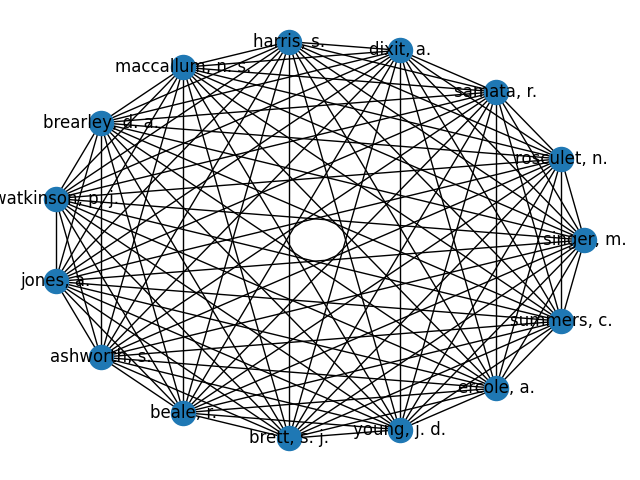 harris, s.
dixit, a.
maccallum, n. s.
samata, r.
brearley, d. a.
rosculet, n.
watkinson, p. j.
singer, m.
jones, a.
summers, c.
ashworth, s.
ercole, a.
beale, r.
young, j. d.
brett, s. j.